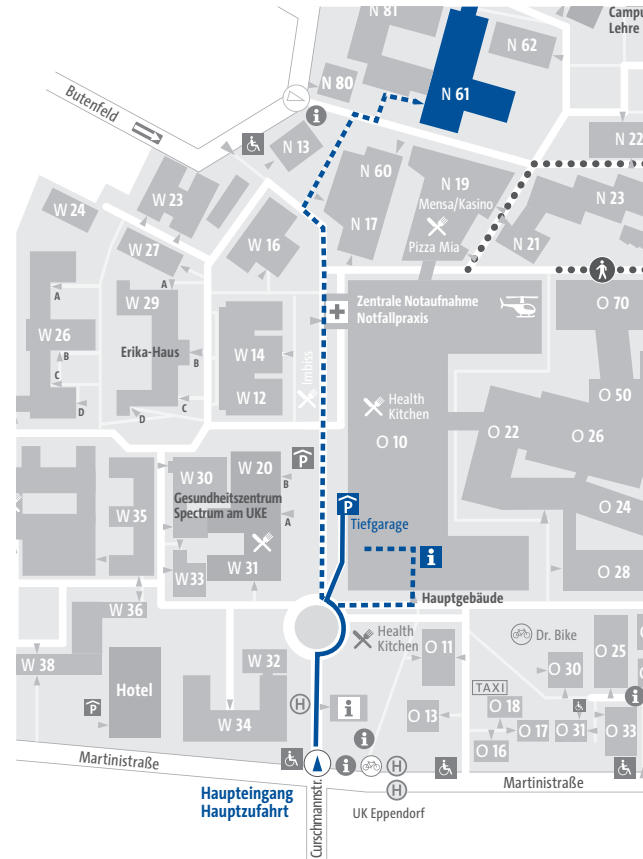 N 81
Campu
Lehre
N 62
N 61
N 80
Butenfeld
N 13
N 22
N 60
N 19
Mensa/Kasino
N 23
W 23
W 24
N 17
Pizza Mia
N 21
W 16
W 27
A
A
W 29
Zentrale Notaufnahme
Notfallpraxis
O 70
W 26
B
Erika-Haus
B
W 14
Imbiss
C
C
W 12
Health
Kitchen
O 50
D
D
O 10
O 22
O 26
P
W 20
W 30
B
Gesundheitszentrum
Spectrum am UKE
A
P
Tiefgarage
O 24
W 35
W 31
W 33
i
O 28
Hauptgebäude
W 36
Health
Kitchen
O 11
Dr. Bike
O 25
W 38
W 32
O 30
Hotel
TAXI
P
H
i
O 18
O 13
O 17
O 31
O 33
W 34
O 16
i
Martinistraße
H
Martinistraße
Haupteingang
Hauptzufahrt
H
Curschmannstr.
UK Eppendorf